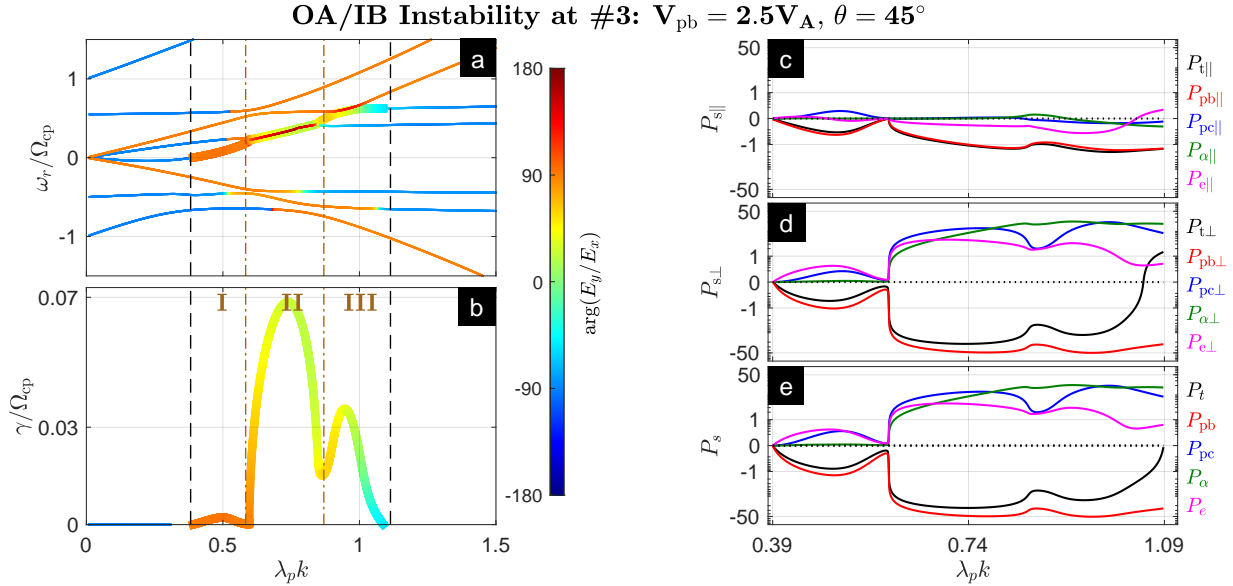 OA/IB Instability at #3: V_pb = 2.5V_A, θ = 45°
a
ω_r/Ω_cp
1
0
-1
b
γ/Ω_cp
0.07
0.03
0
I II III
0 0.5 1 1.5
λ_p k
180
90
0
-90
-180
arg(E_y/E_x)
c
P_s||
50
1
0
-1
-50
P_t||
P_pb||
P_pc||
P_α||
P_e||
d
P_s⊥
50
1
0
-1
-50
P_t⊥
P_pb⊥
P_pc⊥
P_α⊥
P_e⊥
e
P_s
50
1
0
-1
-50
P_t
P_pb
P_pc
P_α
P_e
0.39 0.74 1.09
λ_p k